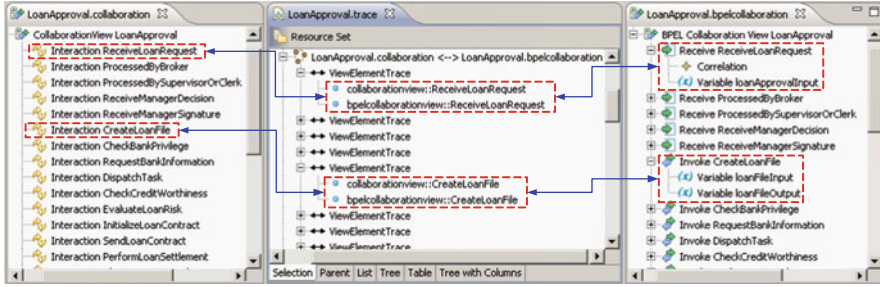 LoanApproval.collaboration
CollaborationView LoanApproval
Interaction ReceiveLoanRequest
Interaction ProcessedByBroker
Interaction ProcessedBySupervisorOrClerk
Interaction ReceiveManagerDecision
Interaction ReceiveManagerSignature
Interaction CreateLoanFile
Interaction CheckBankPrivilege
Interaction RequestBankInformation
Interaction DispatchTask
Interaction CheckCreditWorthiness
Interaction EvaluateLoanRisk
Interaction InitializeLoanContract
Interaction SendLoanContract
Interaction PerformLoanSettlement
LoanApproval.trace
Resource Set
LoanApproval.collaboration <--> LoanApproval.bpelcollaboration
ViewElementTrace
collaborationview::ReceiveLoanRequest
bpelcollaborationview::ReceiveLoanRequest
ViewElementTrace
ViewElementTrace
ViewElementTrace
ViewElementTrace
collaborationview::CreateLoanFile
bpelcollaborationview::CreateLoanFile
ViewElementTrace
ViewElementTrace
ViewElementTrace
Selection Parent List Tree Table Tree with Columns
LoanApproval.bpelcollaboration
BPEL Collaboration View LoanApproval
Receive ReceiveLoanRequest
Correlation
(x) Variable loanApprovalInput
Receive ProcessedByBroker
Receive ProcessedBySupervisorOrClerk
Receive ReceiveManagerDecision
Receive ReceiveManagerSignature
Invoke CreateLoanFile
(x) Variable loanFileInput
(x) Variable loanFileOutput
Invoke CheckBankPrivilege
Invoke RequestBankInformation
Invoke DispatchTask
Invoke CheckCreditWorthiness